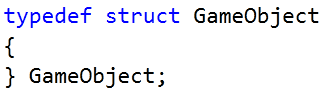 typedef struct GameObject
{
} GameObject;